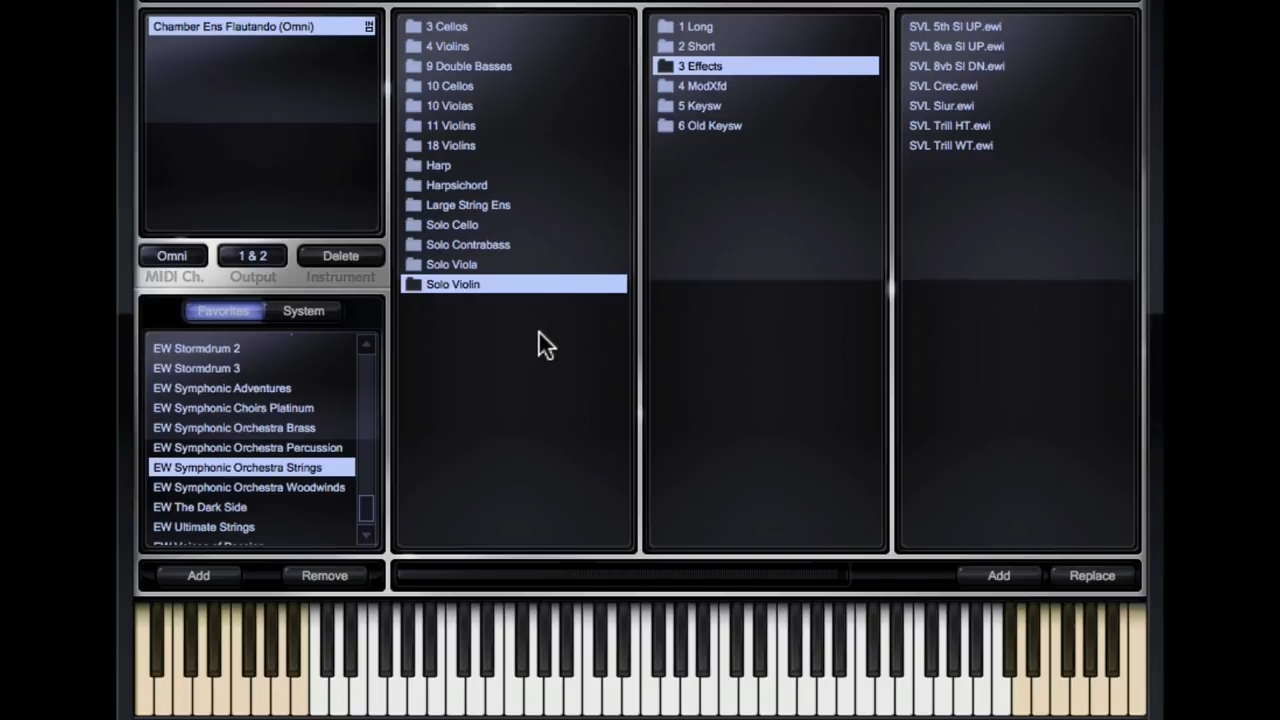 Chamber Ens Flautando (Omni)
Omni
1 & 2
Delete
MIDI Ch.
Output
Instrument
Favorites
System
EW Stormdrum 2
EW Stormdrum 3
EW Symphonic Adventures
EW Symphonic Choirs Platinum
EW Symphonic Orchestra Brass
EW Symphonic Orchestra Percussion
EW Symphonic Orchestra Strings
EW Symphonic Orchestra Woodwinds
EW The Dark Side
EW Ultimate Strings
Add
Remove
3 Cellos
4 Violins
9 Double Basses
10 Cellos
10 Violas
11 Violins
18 Violins
Harp
Harpsichord
Large String Ens
Solo Cello
Solo Contrabass
Solo Viola
Solo Violin
1 Long
2 Short
3 Effects
4 ModXfd
5 Keysw
6 Old Keysw
SVL 5th Sl UP.ewi
SVL 8va Sl UP.ewi
SVL 8vb Sl DN.ewi
SVL Crec.ewi
SVL Slur.ewi
SVL Trill HT.ewi
SVL Trill WT.ewi
Add
Replace